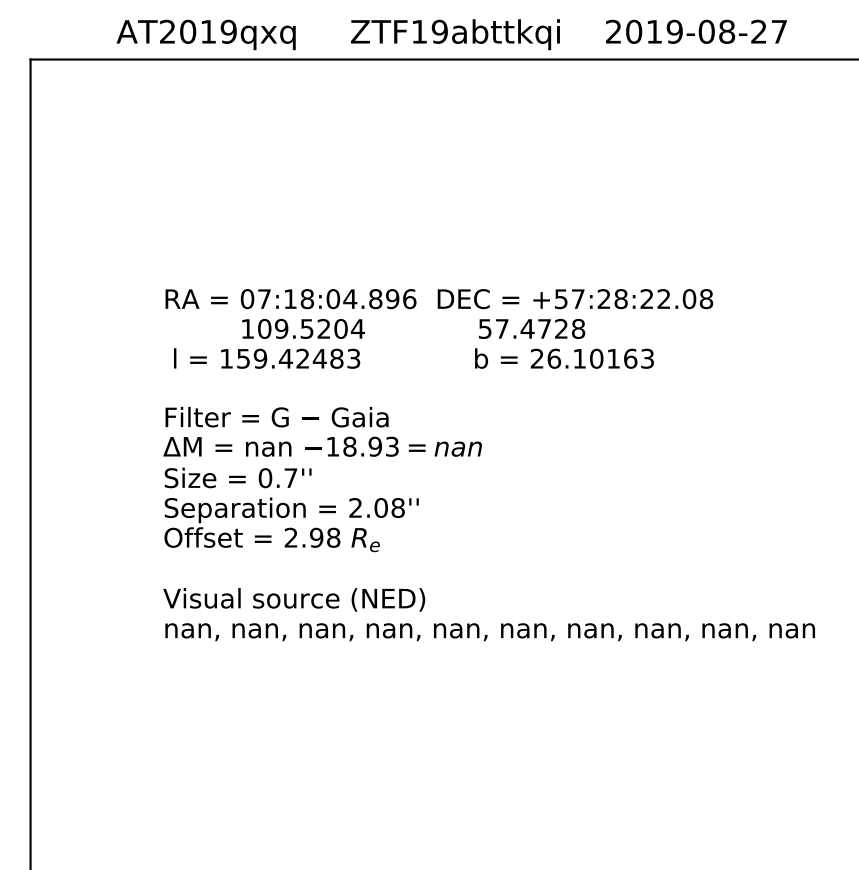 AT2019qxq ZTF19abttkqi 2019-08-27
RA = 07:18:04.896 DEC = +57:28:22.08
109.5204 57.4728
l = 159.42483 b = 26.10163
Filter = G − Gaia
ΔM = nan −18.93 = nan
Size = 0.7''
Separation = 2.08''
Offset = 2.98 Rₑ
Visual source (NED)
nan, nan, nan, nan, nan, nan, nan, nan, nan, nan